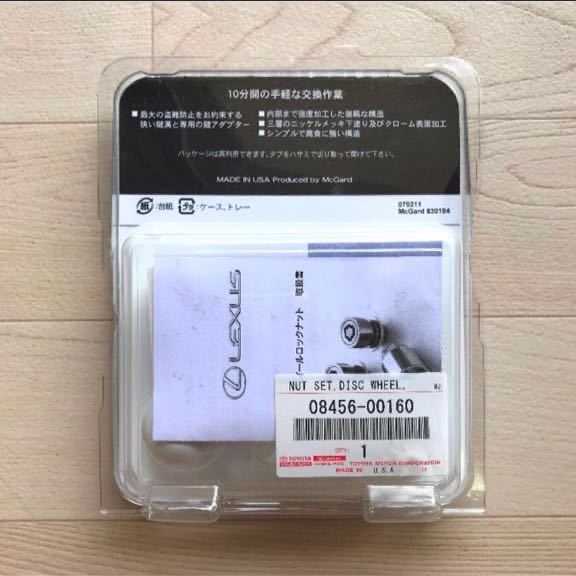 10分間の手軽な交換作業
■ 最大の盗難防止をお約束する
狭い鍵溝と専用の鍵アダプター
■ 内部まで強度加工した強靭な構造
■ 三層のニッケルメッキ下塗り及びクローム表面加工
■ シンプルで腐食に強い構造
パッケージは再利用できます。タブをハサミで切り取って開けて下さい。
MADE IN USA Produced by McGard
紙 :台紙 プラ :ケース、トレー
079211
McGard 830184
LEXUS
イールロックナット 取扱
NUT SET,DISC WHEEL,
08456-00160
QTY: 1
TOYOTA
TOYOTA MOTOR CORPORATION
MADE IN U.S.A 17